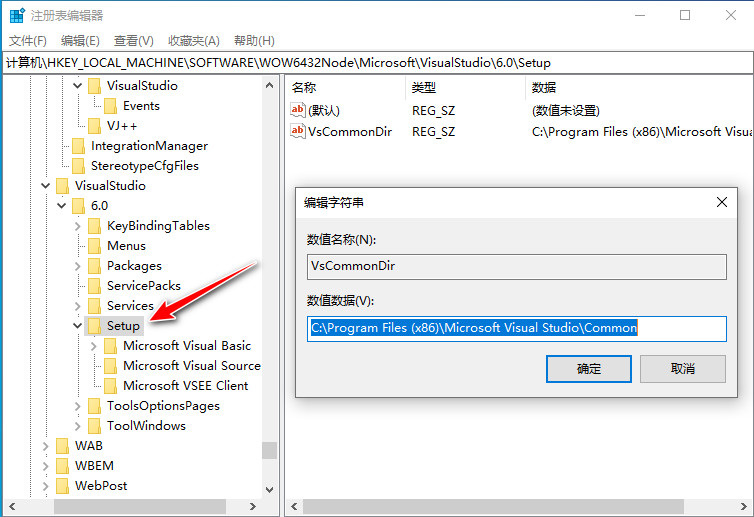 注册表编辑器
文件(F) 编辑(E) 查看(V) 收藏夹(A) 帮助(H)
计算机\HKEY_LOCAL_MACHINE\SOFTWARE\WOW6432Node\Microsoft\VisualStudio\6.0\Setup
VisualStudio
Events
VJ++
IntegrationManager
StereotypeCfgFiles
VisualStudio
6.0
KeyBindingTables
Menus
Packages
ServicePacks
Services
Setup
Microsoft Visual Basic
Microsoft Visual Source
Microsoft VSEE Client
ToolsOptionsPages
ToolWindows
WAB
WBEM
WebPost
名称 类型 数据
(默认) REG_SZ (数值未设置)
VsCommonDir REG_SZ C:\Program Files (x86)\Microsoft Visua
编辑字符串
数值名称(N):
VsCommonDir
数值数据(V):
C:\Program Files (x86)\Microsoft Visual Studio\Common
确定 取消